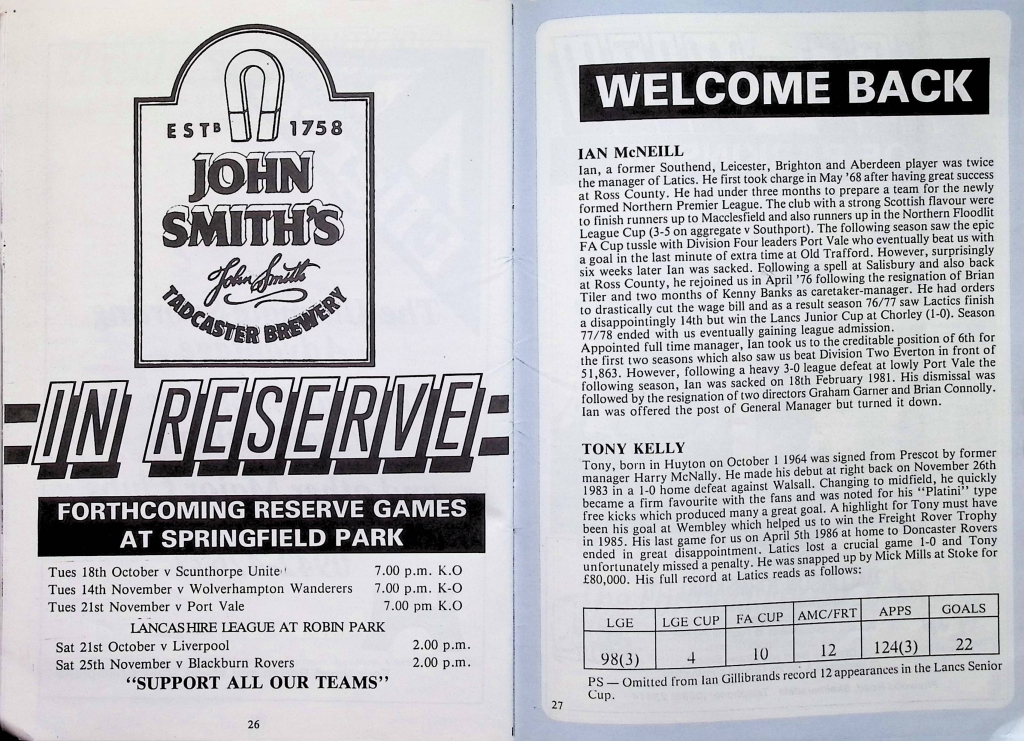 ESTB 1758
JOHN
SMITH'S
John Smith
TADCASTER BREWERY
IN RESERVE
FORTHCOMING RESERVE GAMES
AT SPRINGFIELD PARK
Tues 18th October v Scunthorpe Unite 7.00 p.m. K.O
Tues 14th November v Wolverhampton Wanderers 7.00 p.m. K-O
Tues 21st November v Port Vale 7.00 pm K.O
LANCASHIRE LEAGUE AT ROBIN PARK
Sat 21st October v Liverpool 2.00 p.m.
Sat 25th November v Blackburn Rovers 2.00 p.m.
"SUPPORT ALL OUR TEAMS"
26
WELCOME BACK
IAN McNEILL
Ian, a former Southend, Leicester, Brighton and Aberdeen player was twice
the manager of Latics. He first took charge in May '68 after having great success
at Ross County. He had under three months to prepare a team for the newly
formed Northern Premier League. The club with a strong Scottish flavour were
to finish runners up to Macclesfield and also runners up in the Northern Floodlit
League Cup (3-5 on aggregate v Southport). The following season saw the epic
FA Cup tussle with Division Four leaders Port Vale who eventually beat us with
a goal in the last minute of extra time at Old Trafford. However, surprisingly
six weeks later Ian was sacked. Following a spell at Salisbury and also back
at Ross County, he rejoined us in April '76 following the resignation of Brian
Tiler and two months of Kenny Banks as caretaker-manager. He had orders
to drastically cut the wage bill and as a result season 76/77 saw Lactics finish
a disappointingly 14th but win the Lancs Junior Cup at Chorley (1-0). Season
77/78 ended with us eventually gaining league admission.
Appointed full time manager, Ian took us to the creditable position of 6th for
the first two seasons which also saw us beat Division Two Everton in front of
51,863. However, following a heavy 3-0 league defeat at lowly Port Vale the
following season, Ian was sacked on 18th February 1981. His dismissal was
followed by the resignation of two directors Graham Garner and Brian Connolly.
Ian was offered the post of General Manager but turned it down.
TONY KELLY
Tony, born in Huyton on October 1 1964 was signed from Prescot by former
manager Harry McNally. He made his debut at right back on November 26th
1983 in a 1-0 home defeat against Walsall. Changing to midfield, he quickly
became a firm favourite with the fans and was noted for his "Platini" type
free kicks which produced many a great goal. A highlight for Tony must have
been his goal at Wembley which helped us to win the Freight Rover Trophy
in 1985. His last game for us on April 5th 1986 at home to Doncaster Rovers
ended in great disappointment. Latics lost a crucial game 1-0 and Tony
unfortunately missed a penalty. He was snapped up by Mick Mills at Stoke for
£80,000. His full record at Latics reads as follows:
LGE LGE CUP FA CUP AMC/FRT APPS GOALS
98(3) 4 10 12 124(3) 22
PS — Omitted from Ian Gillibrands record 12 appearances in the Lancs Senior
Cup.
27